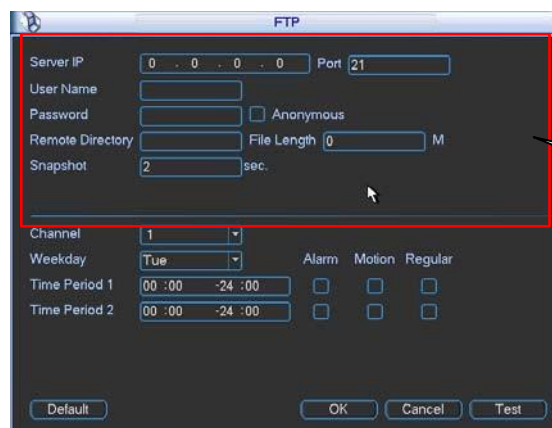 FTP
Server IP 0 . 0 . 0 . 0 Port 21
User Name
Password Anonymous
Remote Directory File Length 0 M
Snapshot 2 sec.
Channel 1
Weekday Tue Alarm Motion Regular
Time Period 1 00 :00 -24 :00
Time Period 2 00 :00 -24 :00
Default OK Cancel Test